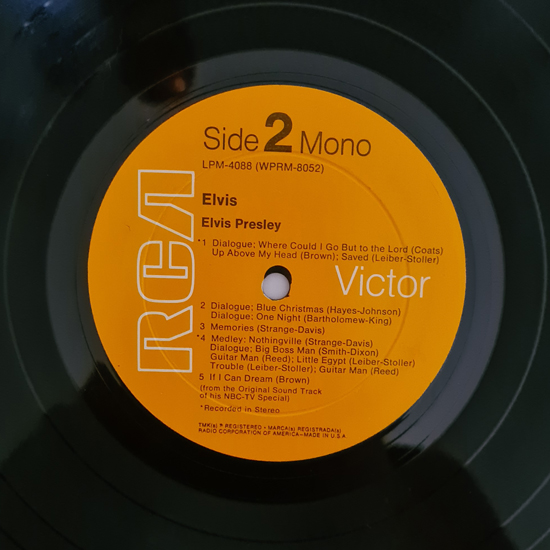 Side 2 Mono
LPM-4088 (WPRM-8052)
RCA
Elvis
Elvis Presley
*1 Dialogue; Where Could I Go But to the Lord (Coats)
Up Above My Head (Brown); Saved (Leiber-Stoller)
Victor
2 Dialogue; Blue Christmas (Hayes-Johnson)
Dialogue; One Night (Bartholomew-King)
3 Memories (Strange-Davis)
*4 Medley: Nothingville (Strange-Davis)
Dialogue; Big Boss Man (Smith-Dixon)
Guitar Man (Reed); Little Egypt (Leiber-Stoller)
Trouble (Leiber-Stoller); Guitar Man (Reed)
5 If I Can Dream (Brown)
(from the Original Sound Track
of his NBC-TV Special)
*Recorded in Stereo
TMK(s) ® REGISTERED • MARCA(s) REGISTRADA(s)
RADIO CORPORATION OF AMERICA–MADE IN U.S.A.